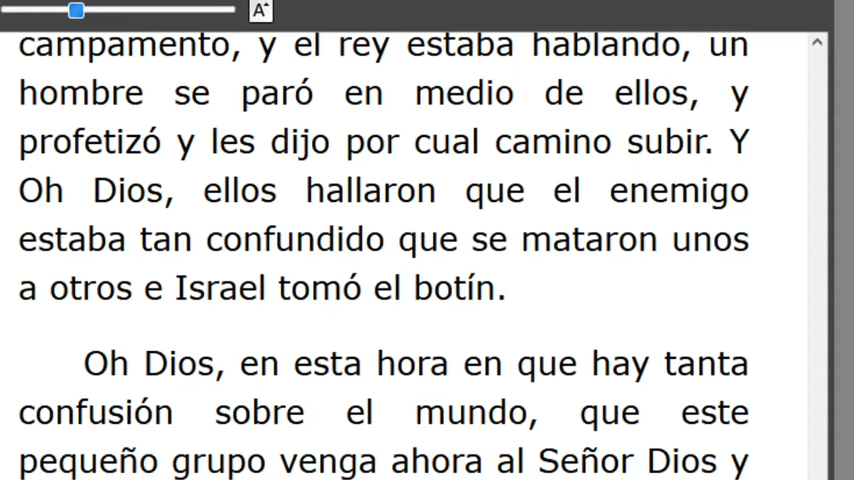 A
campamento, y el rey estaba hablando, un
hombre se paró en medio de ellos, y
profetizó y les dijo por cual camino subir. Y
Oh Dios, ellos hallaron que el enemigo
estaba tan confundido que se mataron unos
a otros e Israel tomó el botín.
Oh Dios, en esta hora en que hay tanta
confusión sobre el mundo, que este
pequeño grupo venga ahora al Señor Dios y